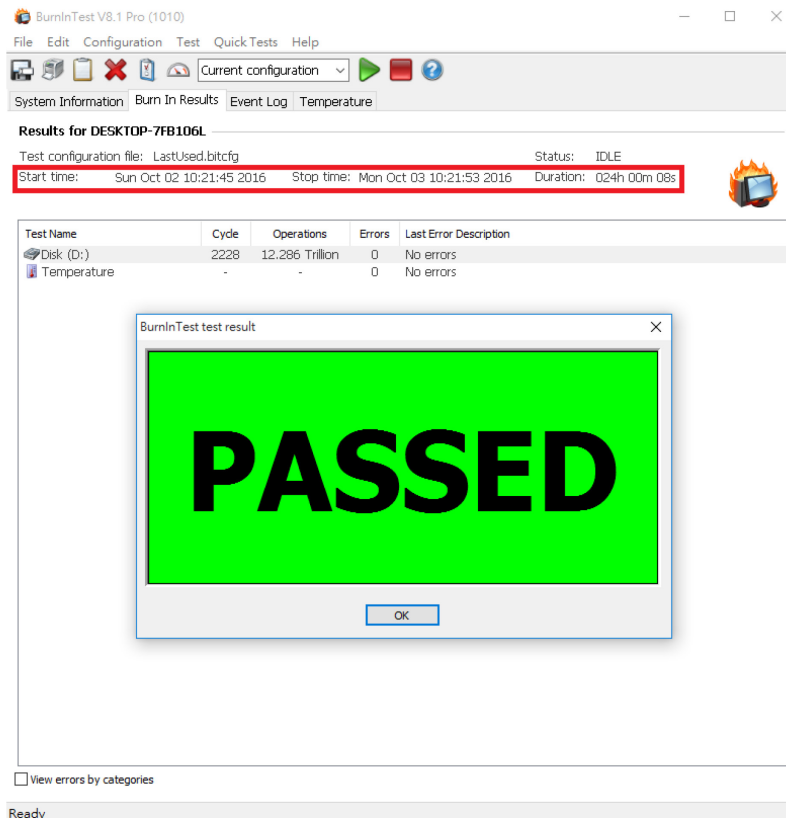 BurnInTest V8.1 Pro (1010)
File Edit Configuration Test Quick Tests Help
Current configuration
System Information Burn In Results Event Log Temperature
Results for DESKTOP-7FB106L
Test configuration file: LastUsed.bitcfg Status: IDLE
Start time: Sun Oct 02 10:21:45 2016 Stop time: Mon Oct 03 10:21:53 2016 Duration: 024h 00m 08s
Test Name Cycle Operations Errors Last Error Description
Disk (D:) 2228 12.286 Trillion 0 No errors
Temperature - - 0 No errors
BurnInTest test result
PASSED
OK
View errors by categories
Ready